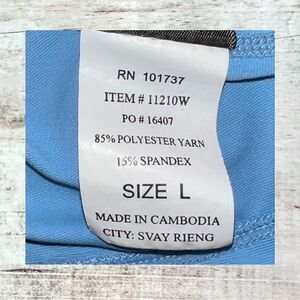 RN 101737
ITEM # 11210W
PO # 16407
85% POLYESTER YARN
15% SPANDEX
SIZE L
MADE IN CAMBODIA
CITY: SVAY RIENG